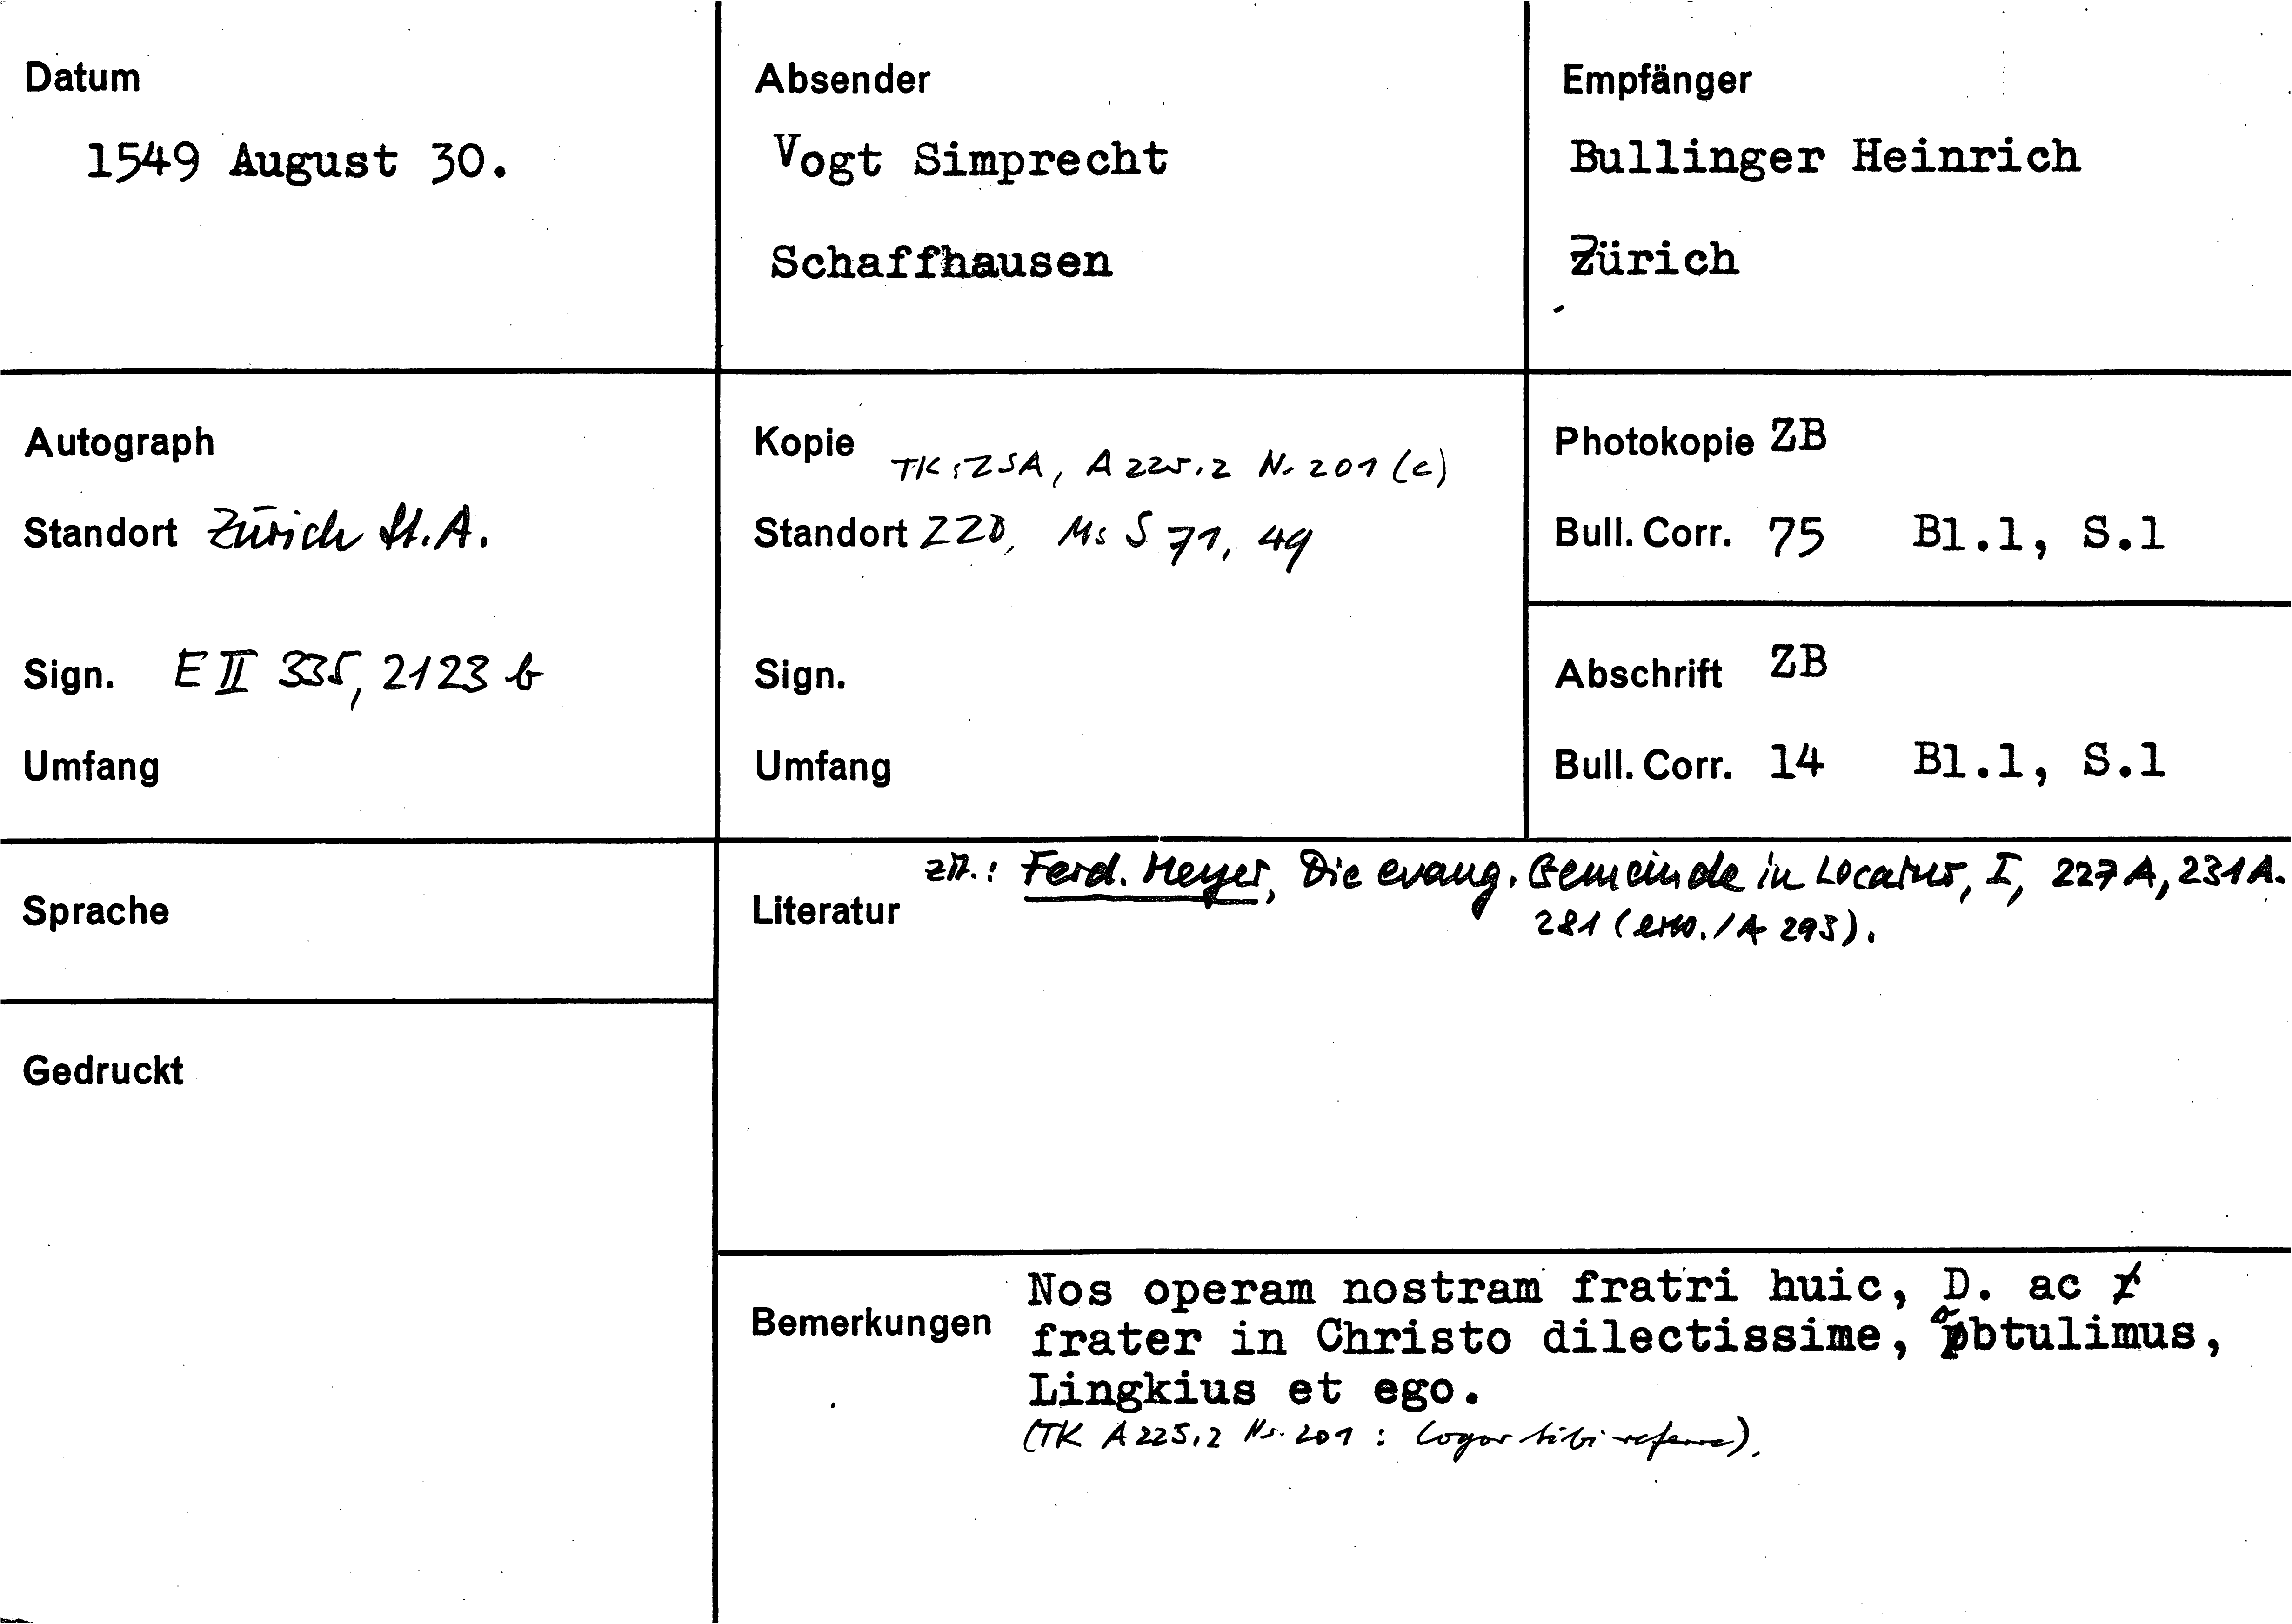 Datum
1549 August 30.
Absender
Vogt Simprecht
Schaffhausen
Empfänger
Bullinger Heinrich
Zürich
Autograph
Standort Zürich St.A.
Sign. E II 335, 2123 b
Umfang
Kopie TK: ZSA, A 225.2 Nr. 201 (c)
Standort ZZB, Ms S 71, 49
Sign.
Umfang
Photokopie ZB
Bull. Corr. 75 Bl.1, S.1
Abschrift ZB
Bull. Corr. 14 Bl.1, S.1
Sprache
Gedruckt
zit.: Ferd. Meyer, Die evang. Gemeinde in Locarno, I, 227 A, 231 A.
Literatur
281 (erw. / A 293).
Bemerkungen
Nos operam nostram fratri huic, D. ac
frater in Christo dilectissime, obtulimus,
Lingkius et ego.
(TK A 225.2 Nr. 201 : Cogor tibi referre).